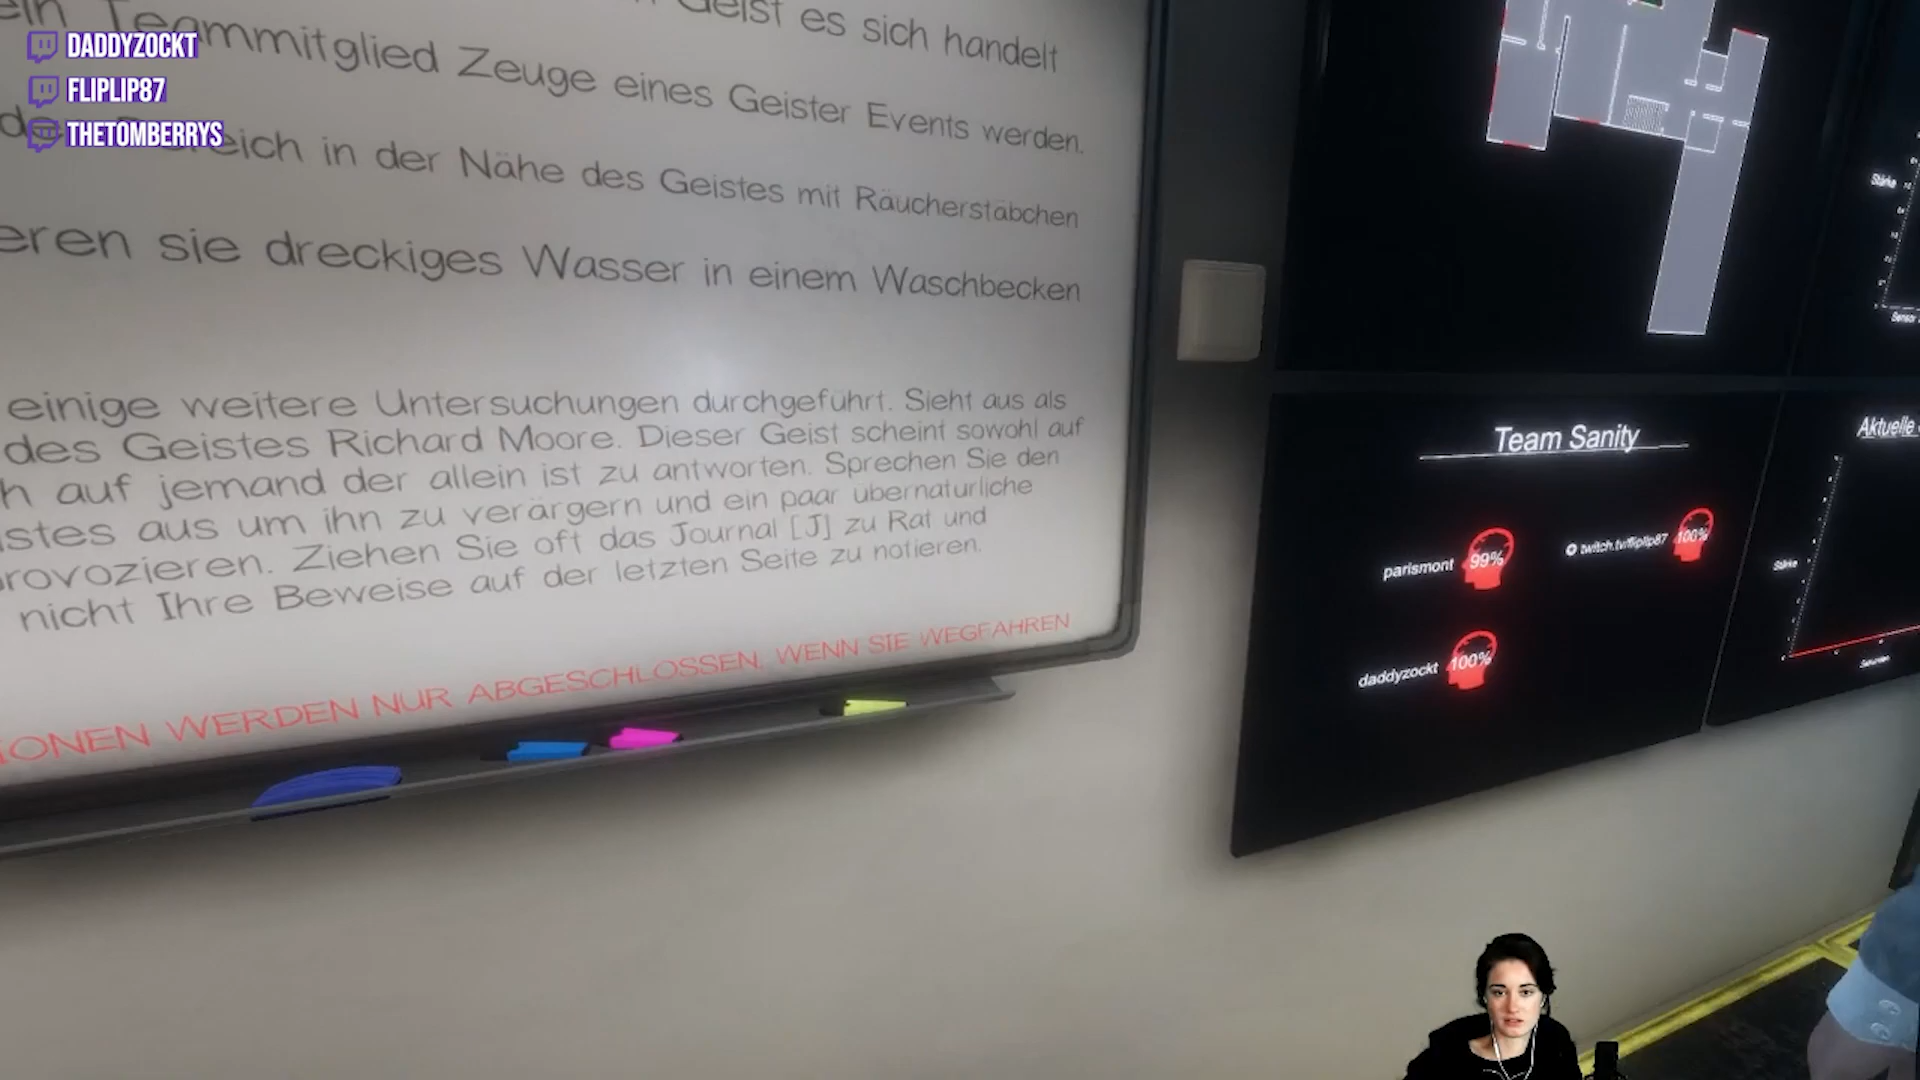 DADDYZOCKT
FLIPLIP87
THETOMBERRYS
Geist es sich handelt
ein Teammitglied Zeuge eines Geister Events werden.
in der Nähe des Geistes mit Räucherstäbchen
eren sie dreckiges Wasser in einem Waschbecken
einige weitere Untersuchungen durchgeführt. Sieht aus als
des Geistes Richard Moore. Dieser Geist scheint sowohl auf
h auf jemand der allein ist zu antworten. Sprechen Sie den
stes aus um ihn zu verärgern und ein paar übernatürliche
rovozieren. Ziehen Sie oft das Journal [J] zu Rat und
nicht Ihre Beweise auf der letzten Seite zu notieren.
IONEN WERDEN NUR ABGESCHLOSSEN, WENN SIE WEGFAHREN
Team Sanity
parismont 99%
twitch.tv/fliplip87 100%
daddyzockt 100%
Stärke
Sensor
Aktuelle
Stärke
Sekunden